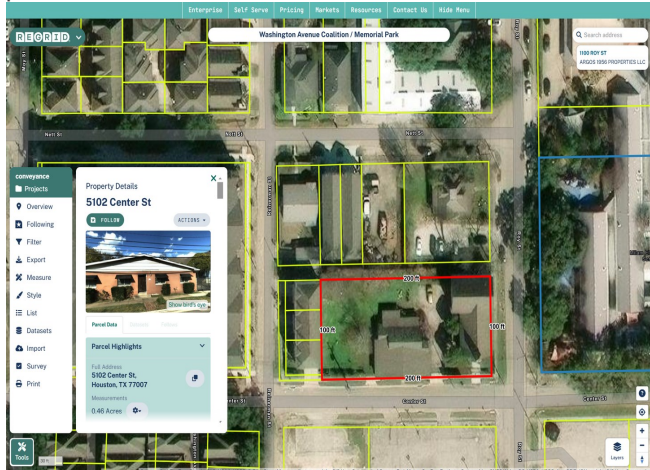 Enterprise Self Serve Pricing Markets Resources Contact Us Hide Menu
REGRID
Washington Avenue Coalition / Memorial Park
Search address
1100 ROY ST
ARGOS 1956 PROPERTIES LLC
Nett St
Nett St
conveyance
Projects
Overview
Following
Filter
Export
Measure
Style
List
Datasets
Import
Survey
Print
Tools
Property Details
5102 Center St
FOLLOW
ACTIONS
Show bird's eye
Parcel Data
Parcel Highlights
Full Address
5102 Center St,
Houston, TX 77007
Measurements
0.46 Acres
200 ft
100 ft
100 ft
200 ft
Center St
Center St
Layers